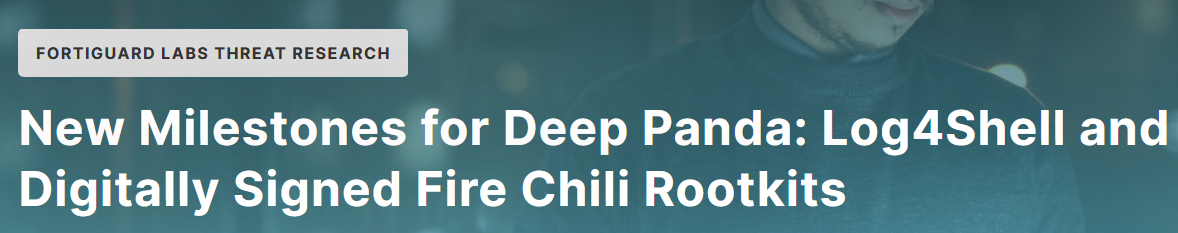 FORTIGUARD LABS THREAT RESEARCH
New Milestones for Deep Panda: Log4Shell and
Digitally Signed Fire Chili Rootkits